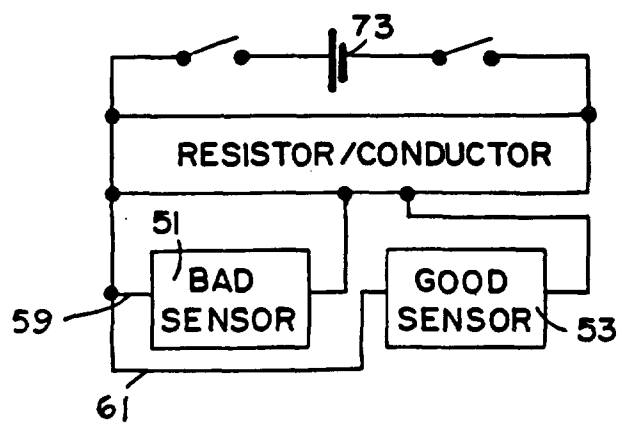 73
RESISTOR/CONDUCTOR
51
BAD
SENSOR
GOOD
SENSOR
59
53
61